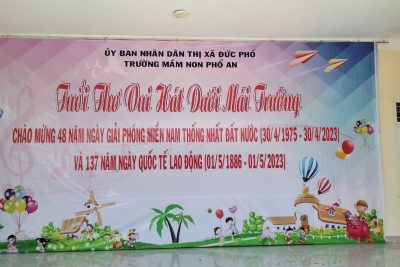 ỦY BAN NHÂN DÂN THỊ XÃ ĐỨC PHỔ
TRƯỜNG MẦM NON PHỔ AN
Tuổi Thơ Vui Hát Dưới Mái Trường
CHÀO MỪNG 48 NĂM NGÀY GIẢI PHÓNG MIỀN NAM THỐNG NHẤT ĐẤT NƯỚC (30/4/1975 - 30/4/2023)
VÀ 137 NĂM NGÀY QUỐC TẾ LAO ĐỘNG (01/5/1886 - 01/5/2023)